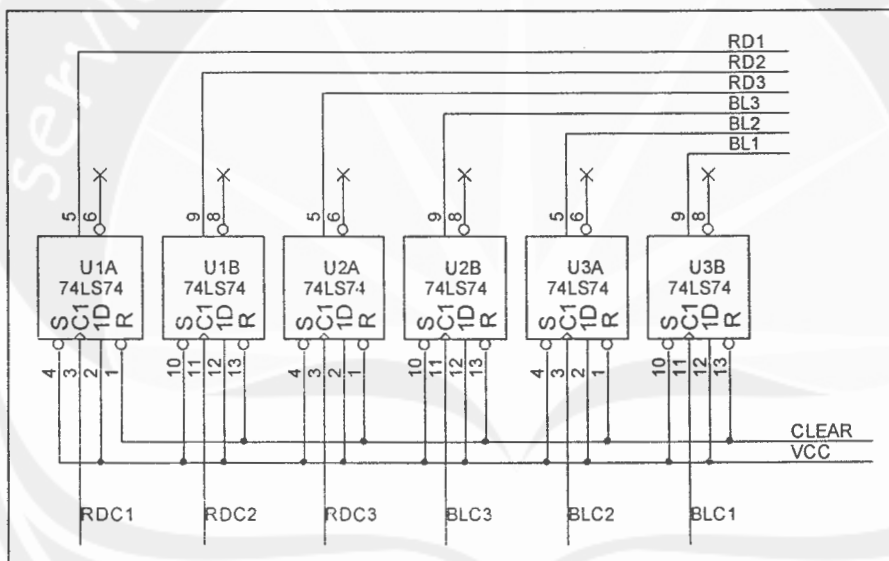 RD1
RD2
RD3
BL3
BL2
BL1
5 6 9 8 5 6 9 8 5 6 9 8
U1A U1B U2A U2B U3A U3B
74LS74 74LS74 74LS74 74LS74 74LS74 74LS74
S C1 1D R S C1 1D R S C1 1D R S C1 1D R S C1 1D R S C1 1D R
4 3 2 1 10 11 12 13 4 3 2 1 10 11 12 13 4 3 2 1 10 11 12 13
CLEAR
VCC
RDC1 RDC2 RDC3 BLC3 BLC2 BLC1